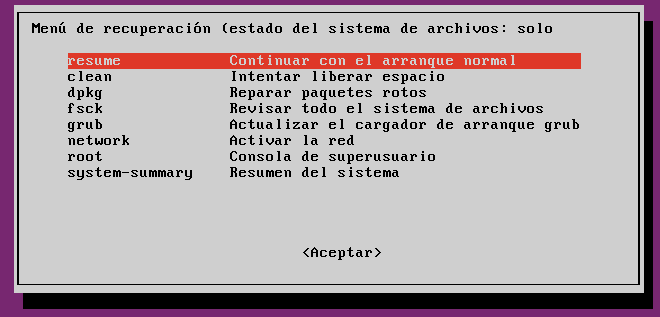 Menú de recuperación (estado del sistema de archivos: solo
resume Continuar con el arranque normal
clean Intentar liberar espacio
dpkg Reparar paquetes rotos
fsck Revisar todo el sistema de archivos
grub Actualizar el cargador de arranque grub
network Activar la red
root Consola de superusuario
system-summary Resumen del sistema
<Aceptar>